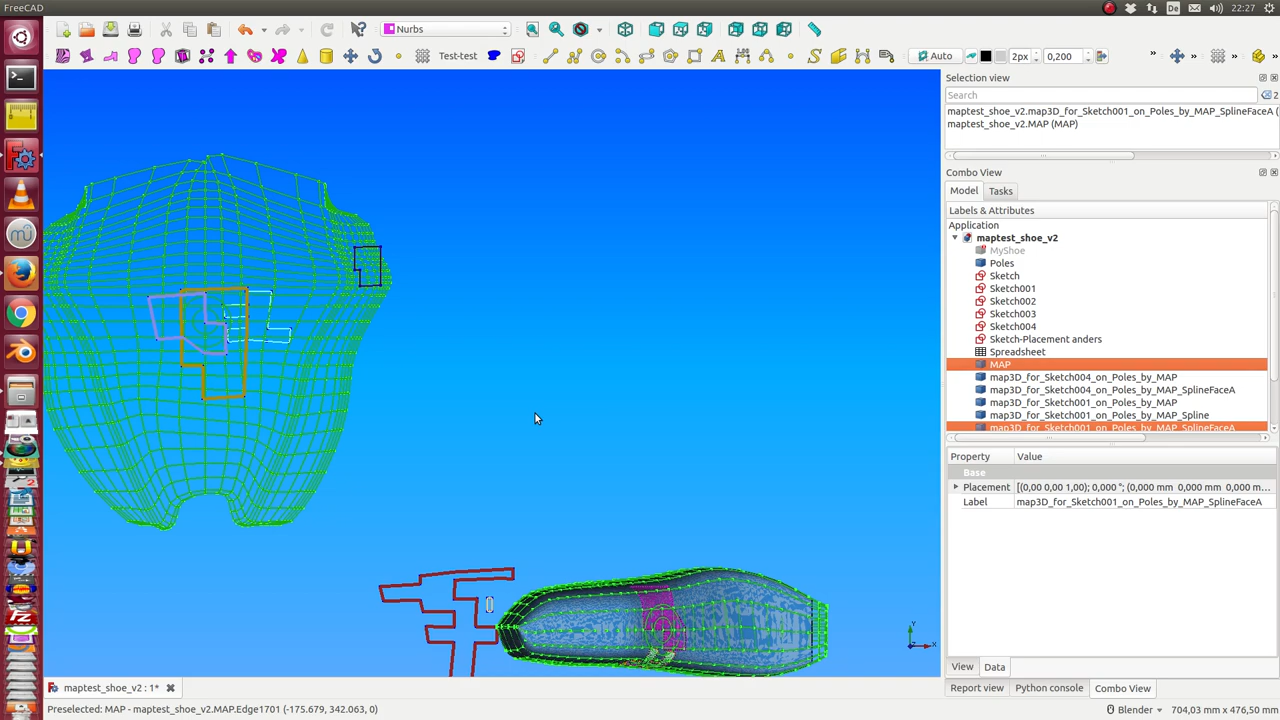 FreeCAD
De
22:27
Nurbs
Test-test
Auto
2px
0,200
»
»
»
Selection view
Search
2
maptest_shoe_v2.map3D_for_Sketch001_on_Poles_by_MAP_SplineFaceA (
maptest_shoe_v2.MAP (MAP)
Combo View
Model
Tasks
Labels & Attributes
Application
maptest_shoe_v2
MyShoe
Poles
Sketch
Sketch001
Sketch002
Sketch003
Sketch004
Sketch-Placement anders
Spreadsheet
MAP
map3D_for_Sketch004_on_Poles_by_MAP
map3D_for_Sketch004_on_Poles_by_MAP_SplineFaceA
map3D_for_Sketch001_on_Poles_by_MAP
map3D_for_Sketch001_on_Poles_by_MAP_Spline
map3D_for_Sketch001_on_Poles_by_MAP_SplineFaceA
Property
Value
Base
Placement
[(0,00 0,00 1,00); 0,000 °; (0,000 mm 0,000 mm 0,000 m...
Label
map3D_for_Sketch001_on_Poles_by_MAP_SplineFaceA
Y
X
View
Data
maptest_shoe_v2 : 1*
Report view
Python console
Combo View
Preselected: MAP - maptest_shoe_v2.MAP.Edge1701 (-175.679, 342.063, 0)
Blender
704,03 mm x 476,50 mm